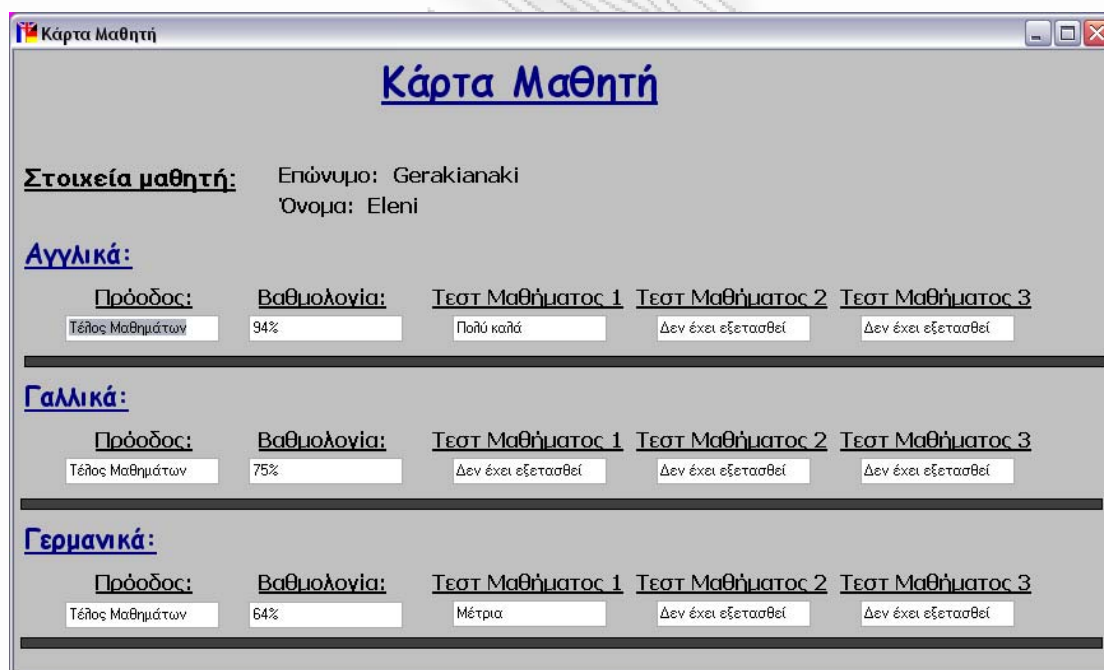 Κάρτα Μαθητή
Κάρτα Μαθητή
Στοιχεία μαθητή:
Επώνυμο: Gerakianaki
Όνομα: Eleni
Αγγλικά:
Πρόοδος: Βαθμολογία: Τεστ Μαθήματος 1 Τεστ Μαθήματος 2 Τεστ Μαθήματος 3
Τέλος Μαθημάτων 94% Πολύ καλά Δεν έχει εξετασθεί Δεν έχει εξετασθεί
Γαλλικά:
Πρόοδος: Βαθμολογία: Τεστ Μαθήματος 1 Τεστ Μαθήματος 2 Τεστ Μαθήματος 3
Τέλος Μαθημάτων 75% Δεν έχει εξετασθεί Δεν έχει εξετασθεί Δεν έχει εξετασθεί
Γερμανικά:
Πρόοδος: Βαθμολογία: Τεστ Μαθήματος 1 Τεστ Μαθήματος 2 Τεστ Μαθήματος 3
Τέλος Μαθημάτων 64% Μέτρια Δεν έχει εξετασθεί Δεν έχει εξετασθεί